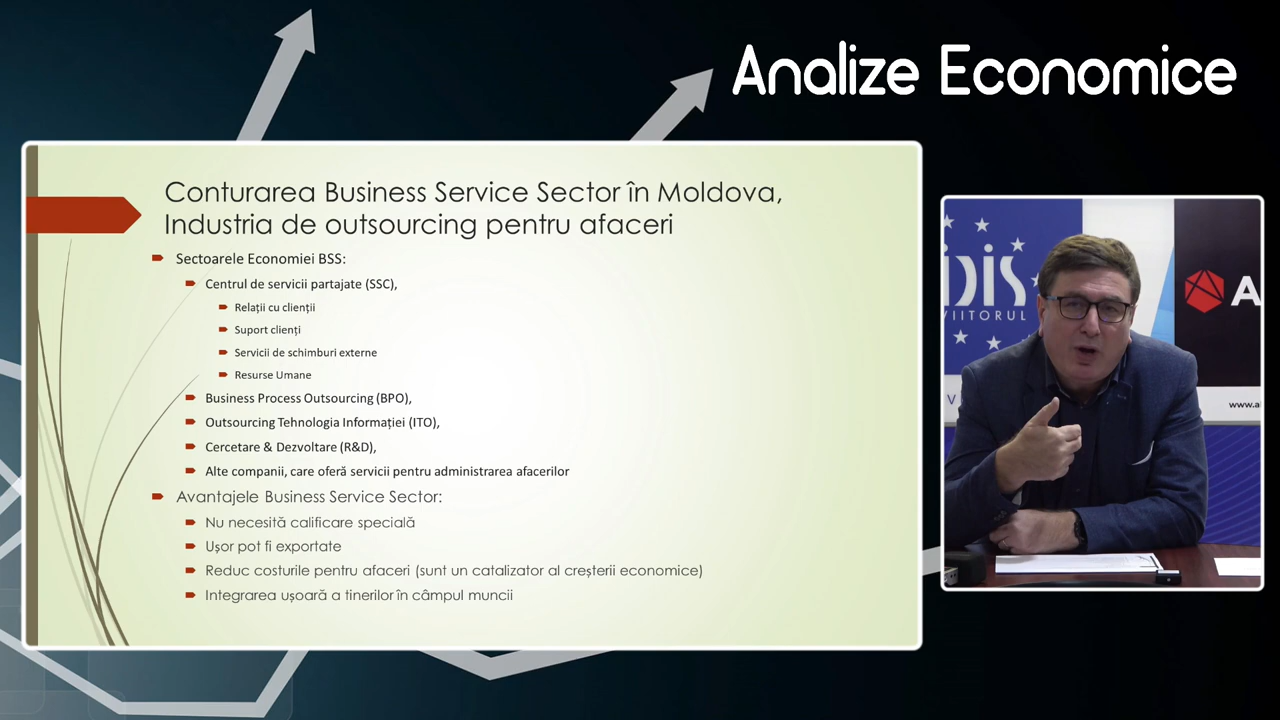 Analize Economice
Conturarea Business Service Sector în Moldova,
Industria de outsourcing pentru afaceri
Sectoarele Economiei BSS:
Centrul de servicii partajate (SSC),
Relații cu clienții
Suport clienți
Servicii de schimburi externe
Resurse Umane
Business Process Outsourcing (BPO),
Outsourcing Tehnologia Informației (ITO),
Cercetare & Dezvoltare (R&D),
Alte companii, care oferă servicii pentru administrarea afacerilor
Avantajele Business Service Sector:
Nu necesită calificare specială
Ușor pot fi exportate
Reduc costurile pentru afaceri (sunt un catalizator al creșterii economice)
Integrarea ușoară a tinerilor în câmpul muncii
IDIS
VIITORUL
A
www.al